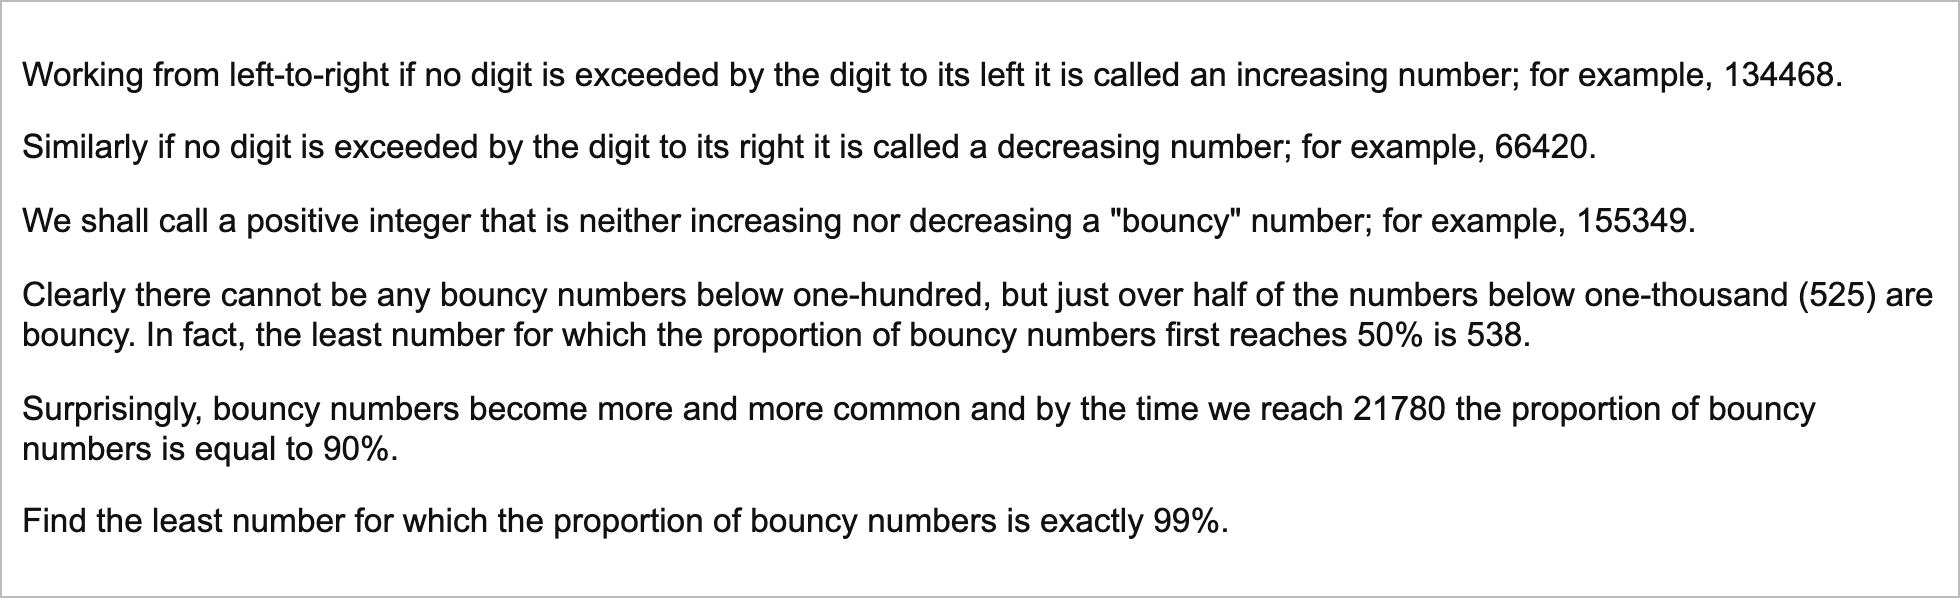 Working from left-to-right if no digit is exceeded by the digit to its left it is called an increasing number; for example, 134468.
Similarly if no digit is exceeded by the digit to its right it is called a decreasing number; for example, 66420.
We shall call a positive integer that is neither increasing nor decreasing a "bouncy" number; for example, 155349.
Clearly there cannot be any bouncy numbers below one-hundred, but just over half of the numbers below one-thousand (525) are
bouncy. In fact, the least number for which the proportion of bouncy numbers first reaches 50% is 538.
Surprisingly, bouncy numbers become more and more common and by the time we reach 21780 the proportion of bouncy
numbers is equal to 90%.
Find the least number for which the proportion of bouncy numbers is exactly 99%.